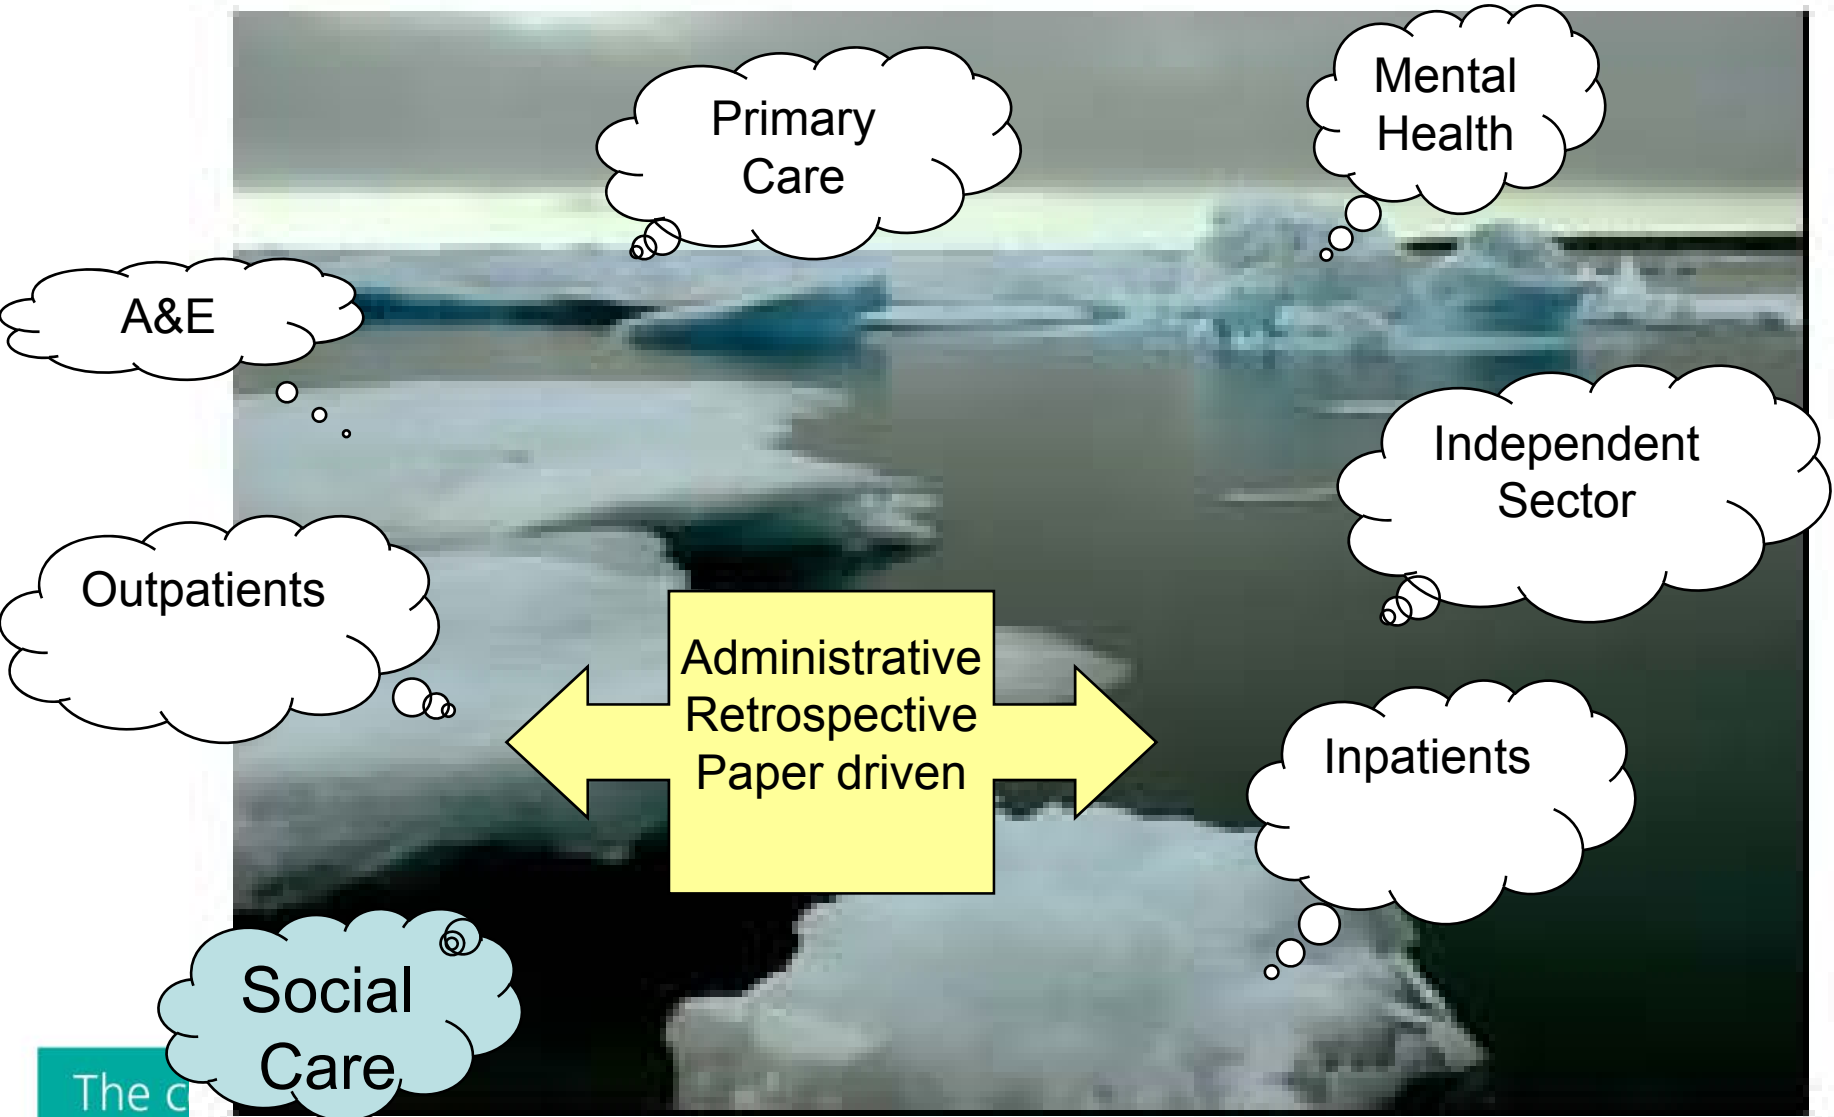 Primary
Care
Mental
Health
A&E
Independent
Sector
Outpatients
Administrative
Retrospective
Paper driven
Inpatients
Social
Care
The